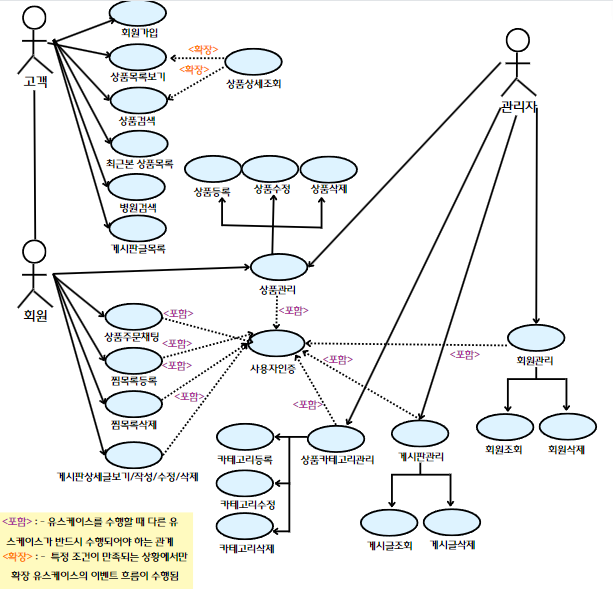 회원가입
<확장>
고객
상품목록보기
<확장>
상품상세조회
관리자
상품검색
최근본 상품목록
상품등록
상품수정
상품삭제
병원검색
게시판글목록
상품관리
회원
<포함>
<포함>
상품주문채팅
<포함>
사용자인증
<포함>
<포함>
회원관리
<포함>
찜목록등록
<포함>
<포함>
찜목록삭제
회원조회
회원삭제
카테고리등록
상품카테고리관리
게시판관리
게시판상세글보기/작성/수정/삭제
카테고리수정
게시글조회
게시글삭제
카테고리삭제
<포함> : - 유스케이스를 수행할 때 다른 유
스케이스가 반드시 수행되어야 하는 관계
<확장> : - 특정 조건이 만족되는 상황에서만
확장 유스케이스의 이벤트 흐름이 수행됨